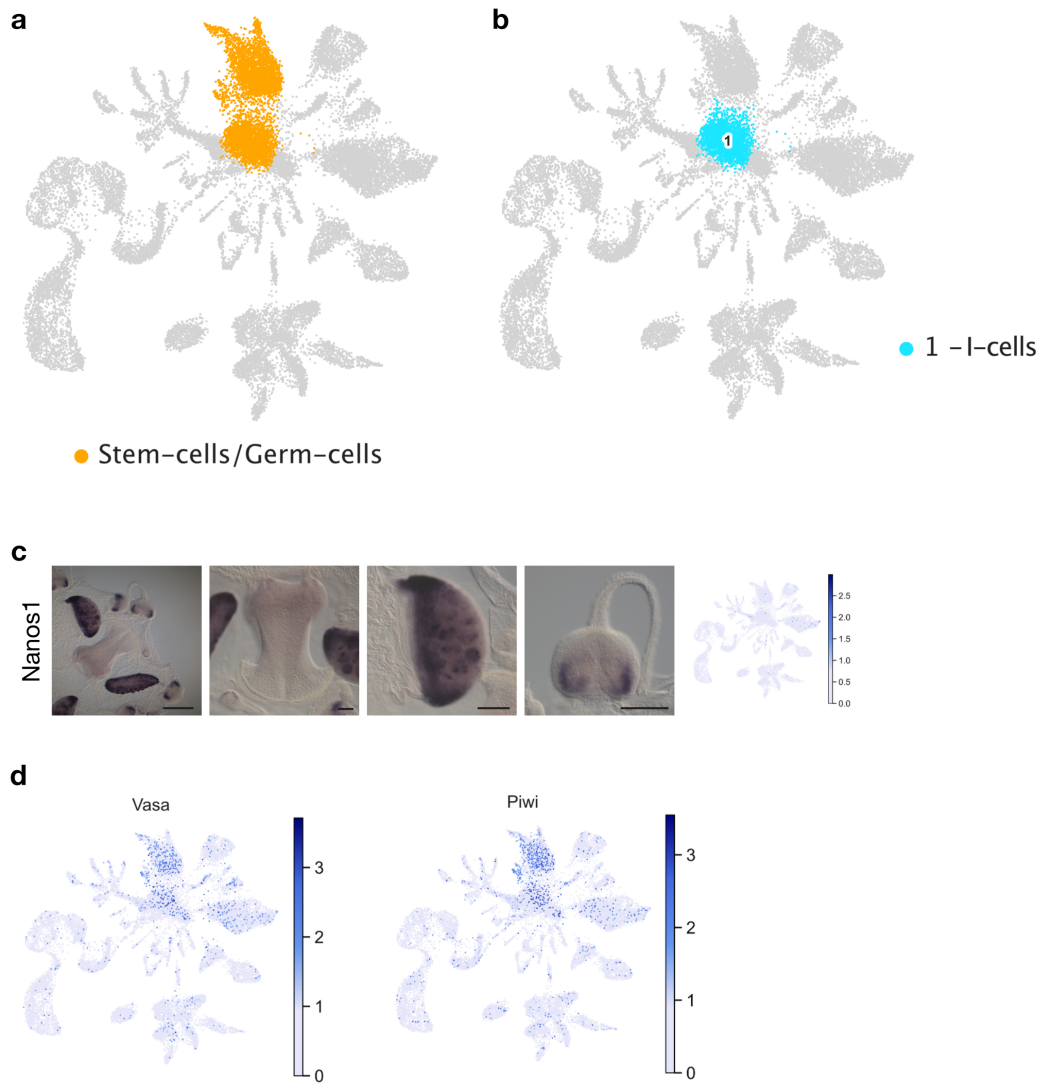 a
b
1
1 –I–cells
Stem–cells/Germ–cells
c
Nanos1
2.5
2.0
1.5
1.0
0.5
0.0
d
Vasa
Piwi
3
2
1
0
3
2
1
0